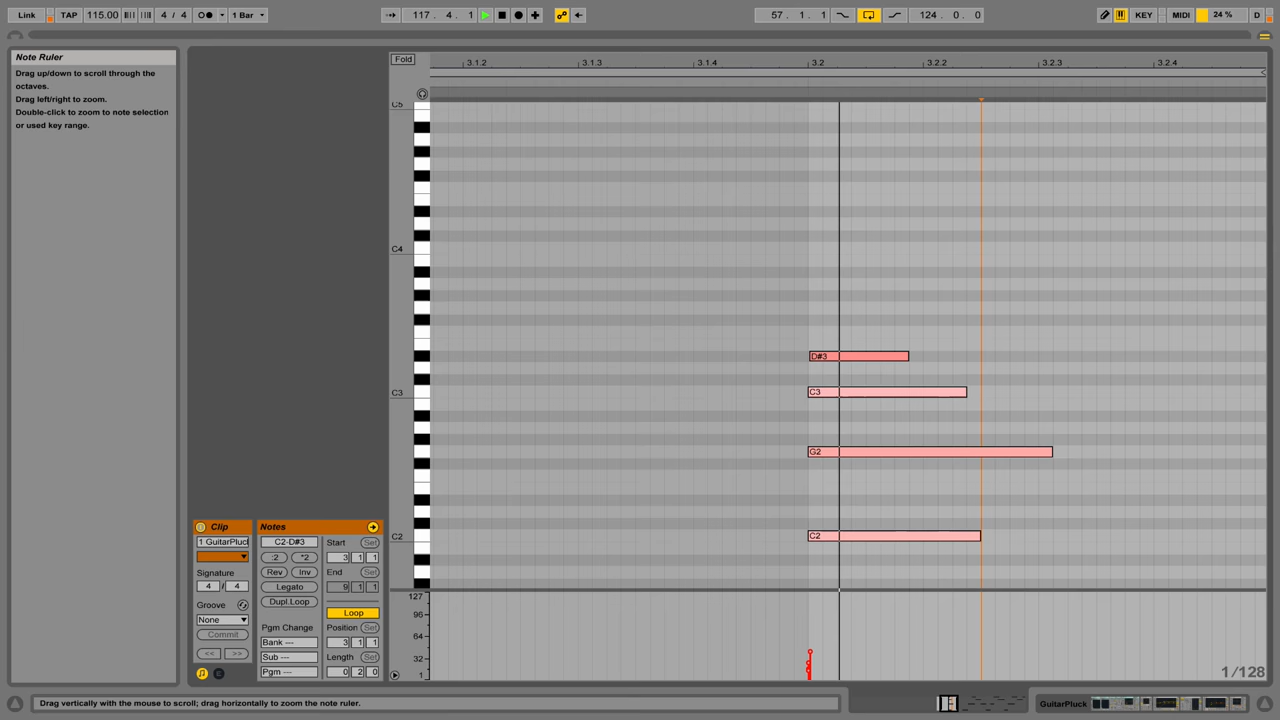 Link TAP 115.00 4 / 4 1 Bar 117 . 4 . 1 57 . 1 . 1 124 . 0 . 0 KEY MIDI 24 % D
Note Ruler
Drag up/down to scroll through the
octaves.
Drag left/right to zoom.
Double-click to zoom to note selection
or used key range.
Fold
3.1.2 3.1.3 3.1.4 3.2 3.2.2 3.2.3 3.2.4
C5
C4
D#3
C3 C3
G2
C2 C2
Clip Notes
1 GuitarPluck C2-D#3 Start Set
:2 *2 3 1 1
Signature Rev Inv End Set
4 / 4 Legato 9 1 1
Groove Dupl.Loop
None Loop
Commit Pgm Change Position Set
Bank --- 3 1 1
<< >> Sub --- Length Set
Pgm --- 0 2 0
127
96
64
32
1
1/128
Drag vertically with the mouse to scroll; drag horizontally to zoom the note ruler.
GuitarPluck